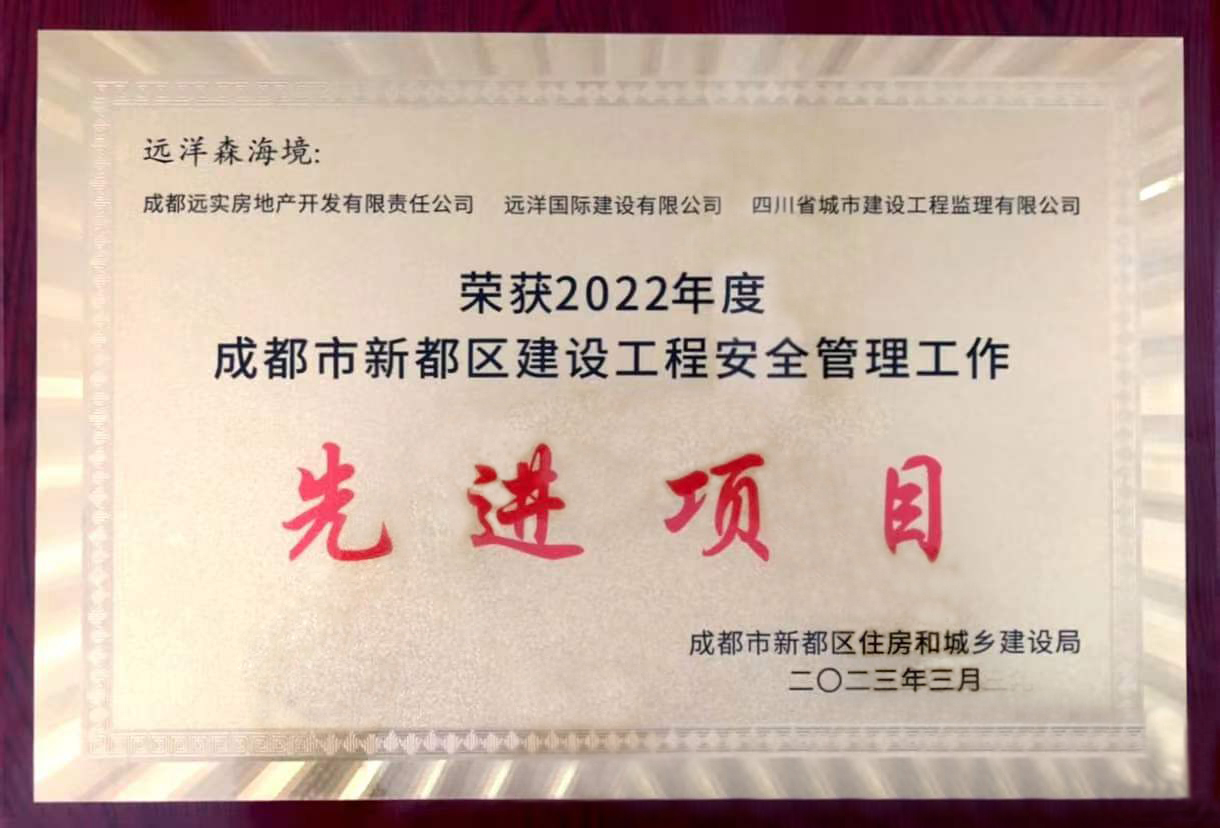 远洋森海境:
成都远实房地产开发有限责任公司 远洋国际建设有限公司 四川省城市建设工程监理有限公司
荣获2022年度
成都市新都区建设工程安全管理工作
先进项目
成都市新都区住房和城乡建设局
二〇二三年三月